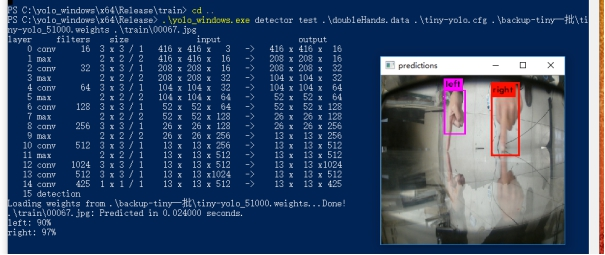 PS C:\yolo_windows\x64\Release\train> cd ..
PS C:\yolo_windows\x64\Release> .\yolo_windows.exe detector test .\doubleHands.data .\tiny-yolo.cfg .\backup-tiny一批\ti
ny-yolo_51000.weights .\train\00067.jpg
layer filters size input output
0 conv 16 3 x 3 / 1 416 x 416 x 3 -> 416 x 416 x 16
1 max 2 x 2 / 2 416 x 416 x 16 -> 208 x 208 x 16
2 conv 32 3 x 3 / 1 208 x 208 x 16 -> 208 x 208 x 32
3 max 2 x 2 / 2 208 x 208 x 32 -> 104 x 104 x 32
4 conv 64 3 x 3 / 1 104 x 104 x 32 -> 104 x 104 x 64
5 max 2 x 2 / 2 104 x 104 x 64 -> 52 x 52 x 64
6 conv 128 3 x 3 / 1 52 x 52 x 64 -> 52 x 52 x 128
7 max 2 x 2 / 2 52 x 52 x 128 -> 26 x 26 x 128
8 conv 256 3 x 3 / 1 26 x 26 x 128 -> 26 x 26 x 256
9 max 2 x 2 / 2 26 x 26 x 256 -> 13 x 13 x 256
10 conv 512 3 x 3 / 1 13 x 13 x 256 -> 13 x 13 x 512
11 max 2 x 2 / 1 13 x 13 x 512 -> 13 x 13 x 512
12 conv 1024 3 x 3 / 1 13 x 13 x 512 -> 13 x 13 x1024
13 conv 512 3 x 3 / 1 13 x 13 x1024 -> 13 x 13 x 512
14 conv 425 1 x 1 / 1 13 x 13 x 512 -> 13 x 13 x 425
15 detection
Loading weights from .\backup-tiny一批\tiny-yolo_51000.weights...Done!
.\train\00067.jpg: Predicted in 0.024000 seconds.
left: 90%
right: 97%
predictions
left
right